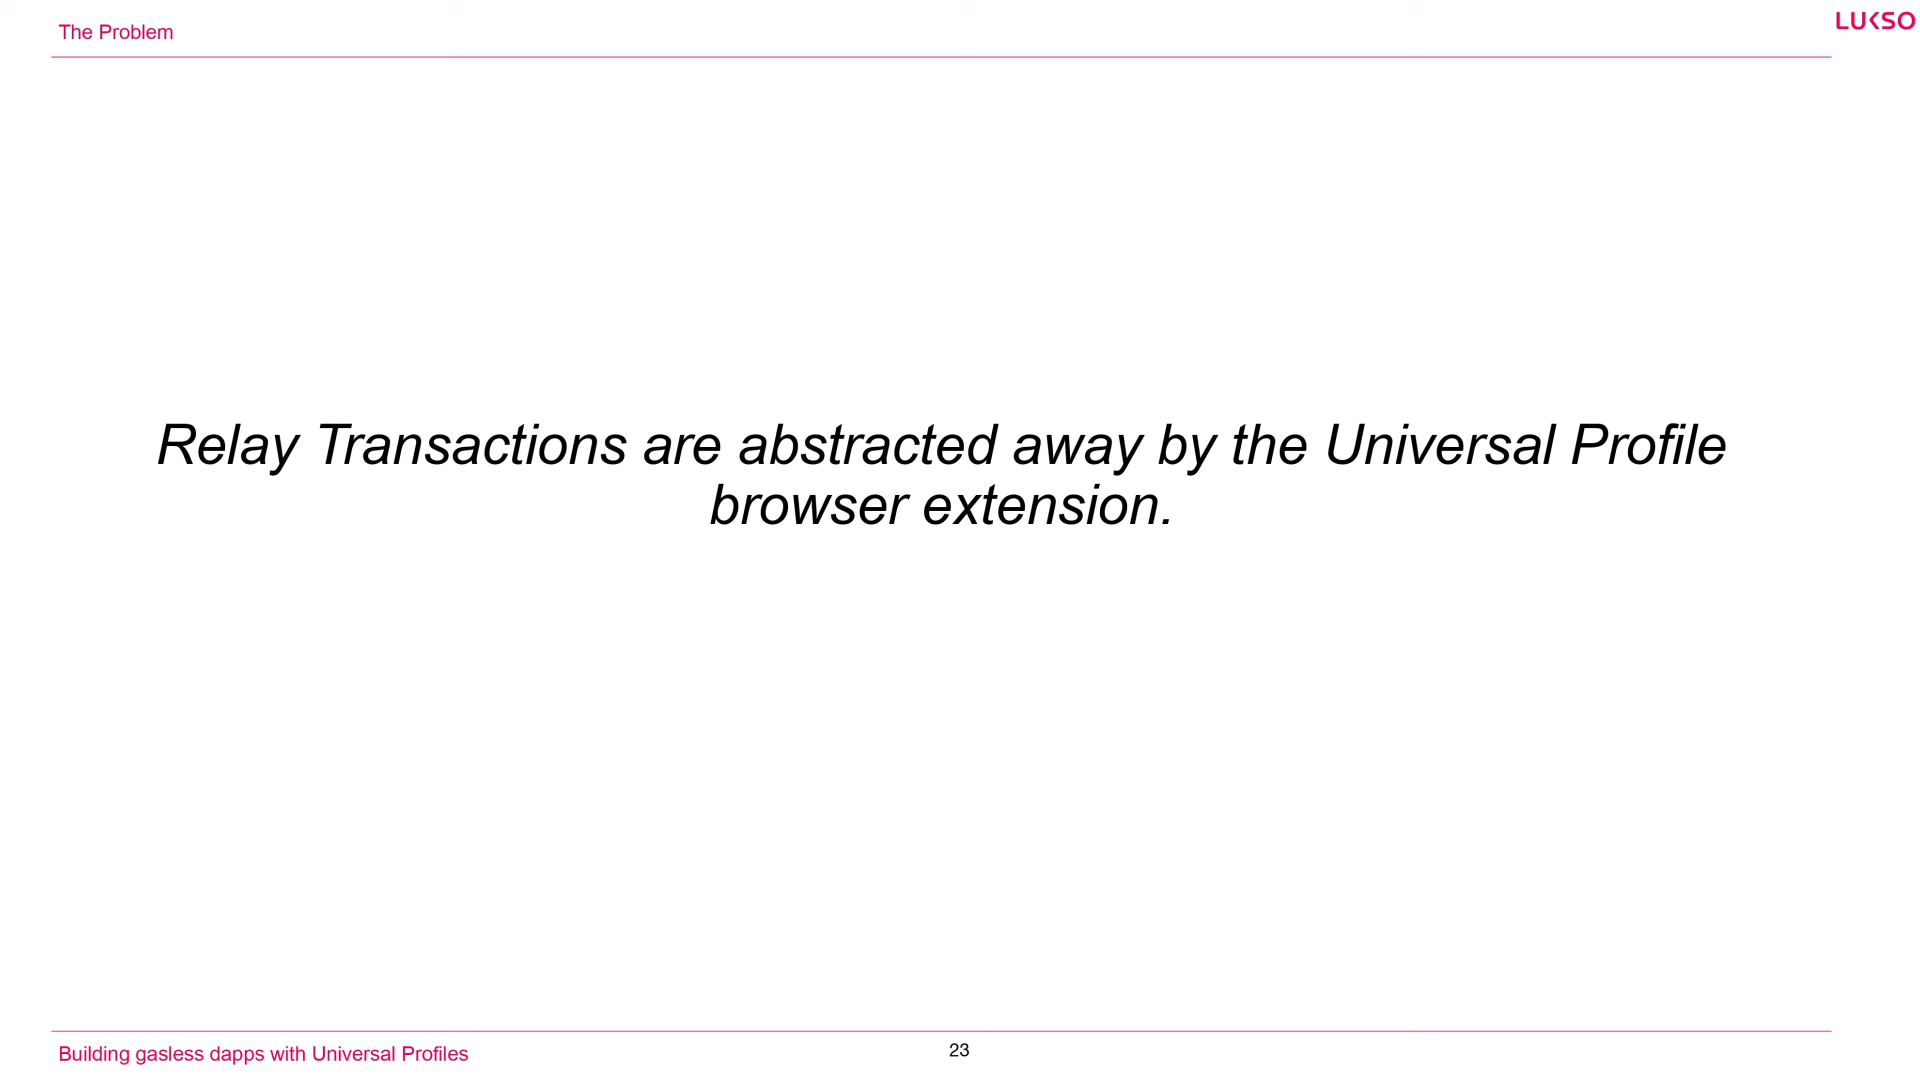 The Problem
LUKSO
Relay Transactions are abstracted away by the Universal Profile
browser extension.
Building gasless dapps with Universal Profiles
23